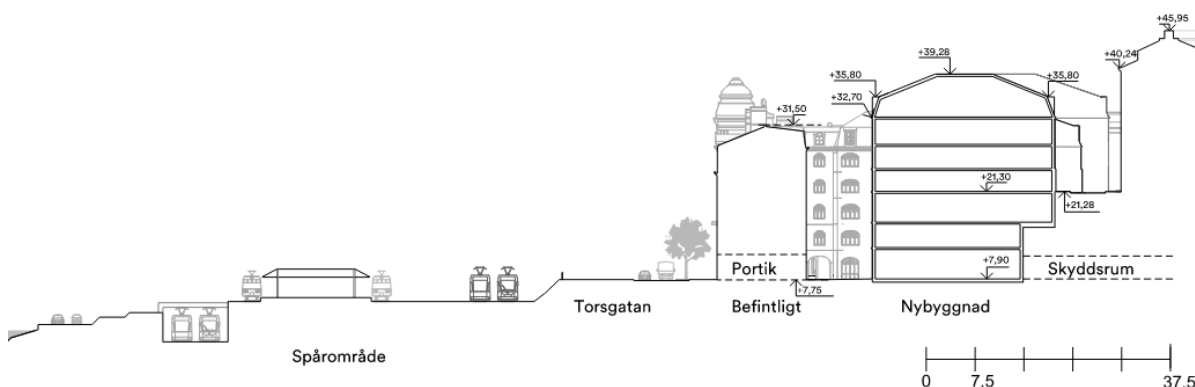 +45,95
+40,24
+39,28
+35,80
+35,80
+32,70
+31,50
+21,30
+21,28
Portik
+7,90
Skyddsrum
+7,75
Torsgatan
Befintligt
Nybyggnad
Spårområde
0 7.5 37.5